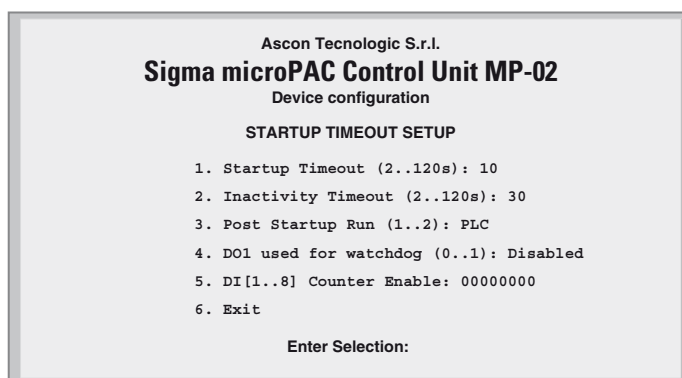 Ascon Tecnologic S.r.l.
Sigma microPAC Control Unit MP-02
Device configuration
STARTUP TIMEOUT SETUP
1. Startup Timeout (2..120s): 10
2. Inactivity Timeout (2..120s): 30
3. Post Startup Run (1..2): PLC
4. DO1 used for watchdog (0..1): Disabled
5. DI[1..8] Counter Enable: 00000000
6. Exit
Enter Selection: